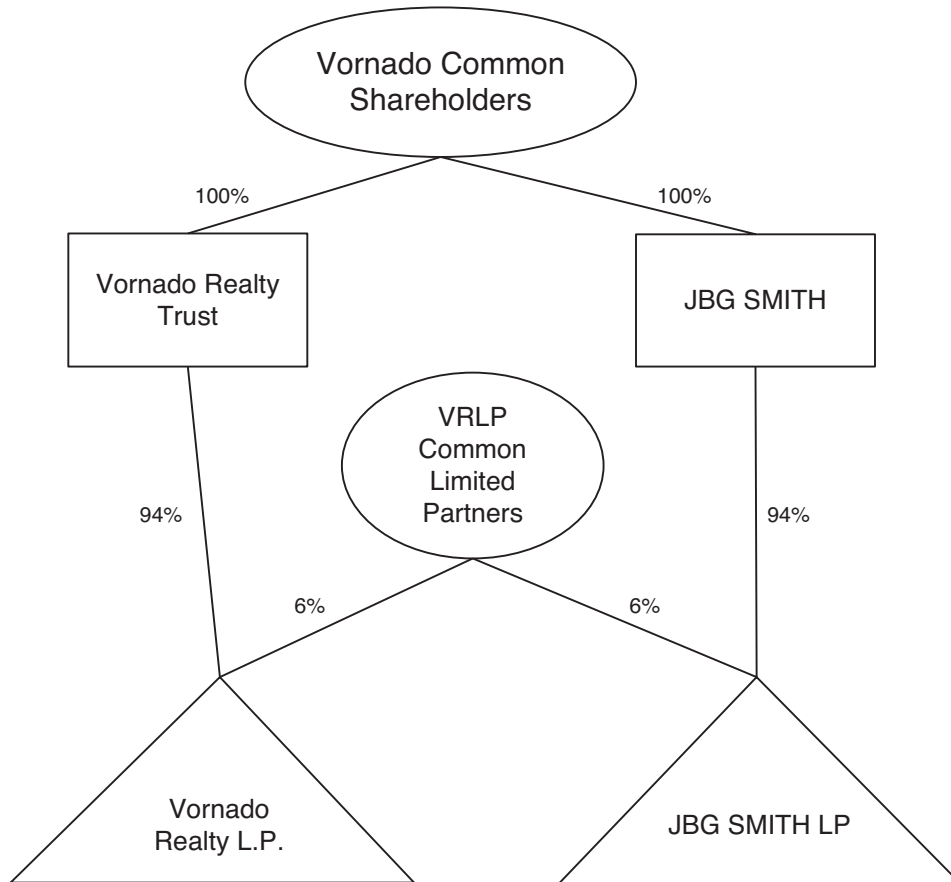 Vornado Common
Shareholders
100%
100%
Vornado Realty
Trust
JBG SMITH
VRLP
Common
Limited
Partners
94%
94%
6%
6%
Vornado
Realty L.P.
JBG SMITH LP